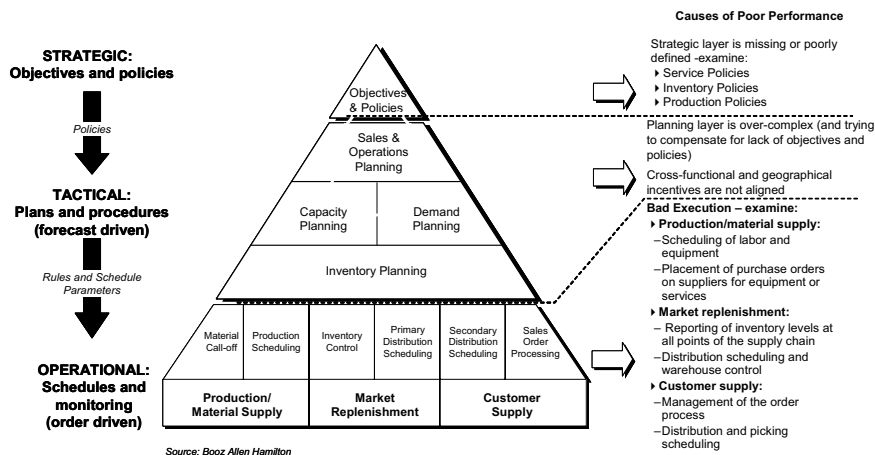 STRATEGIC:
Objectives and policies
Policies
TACTICAL:
Plans and procedures
(forecast driven)
Rules and Schedule
Parameters
OPERATIONAL:
Schedules and
monitoring
(order driven)
Objectives
& Policies
Sales &
Operations
Planning
Capacity
Planning
Demand
Planning
Inventory Planning
Material
Call-off
Production
Scheduling
Inventory
Control
Primary
Distribution
Scheduling
Secondary
Distribution
Scheduling
Sales
Order
Processing
Production/
Material Supply
Market
Replenishment
Customer
Supply
Source: Booz Allen Hamilton
Causes of Poor Performance
Strategic layer is missing or poorly
defined -examine:
Service Policies
Inventory Policies
Production Policies
Planning layer is over-complex (and trying
to compensate for lack of objectives and
policies)
Cross-functional and geographical
incentives are not aligned
Bad Execution – examine:
Production/material supply:
–Scheduling of labor and
equipment
–Placement of purchase orders
on suppliers for equipment or
services
Market replenishment:
– Reporting of inventory levels at
all points of the supply chain
–Distribution scheduling and
warehouse control
Customer supply:
–Management of the order
process
–Distribution and picking
scheduling